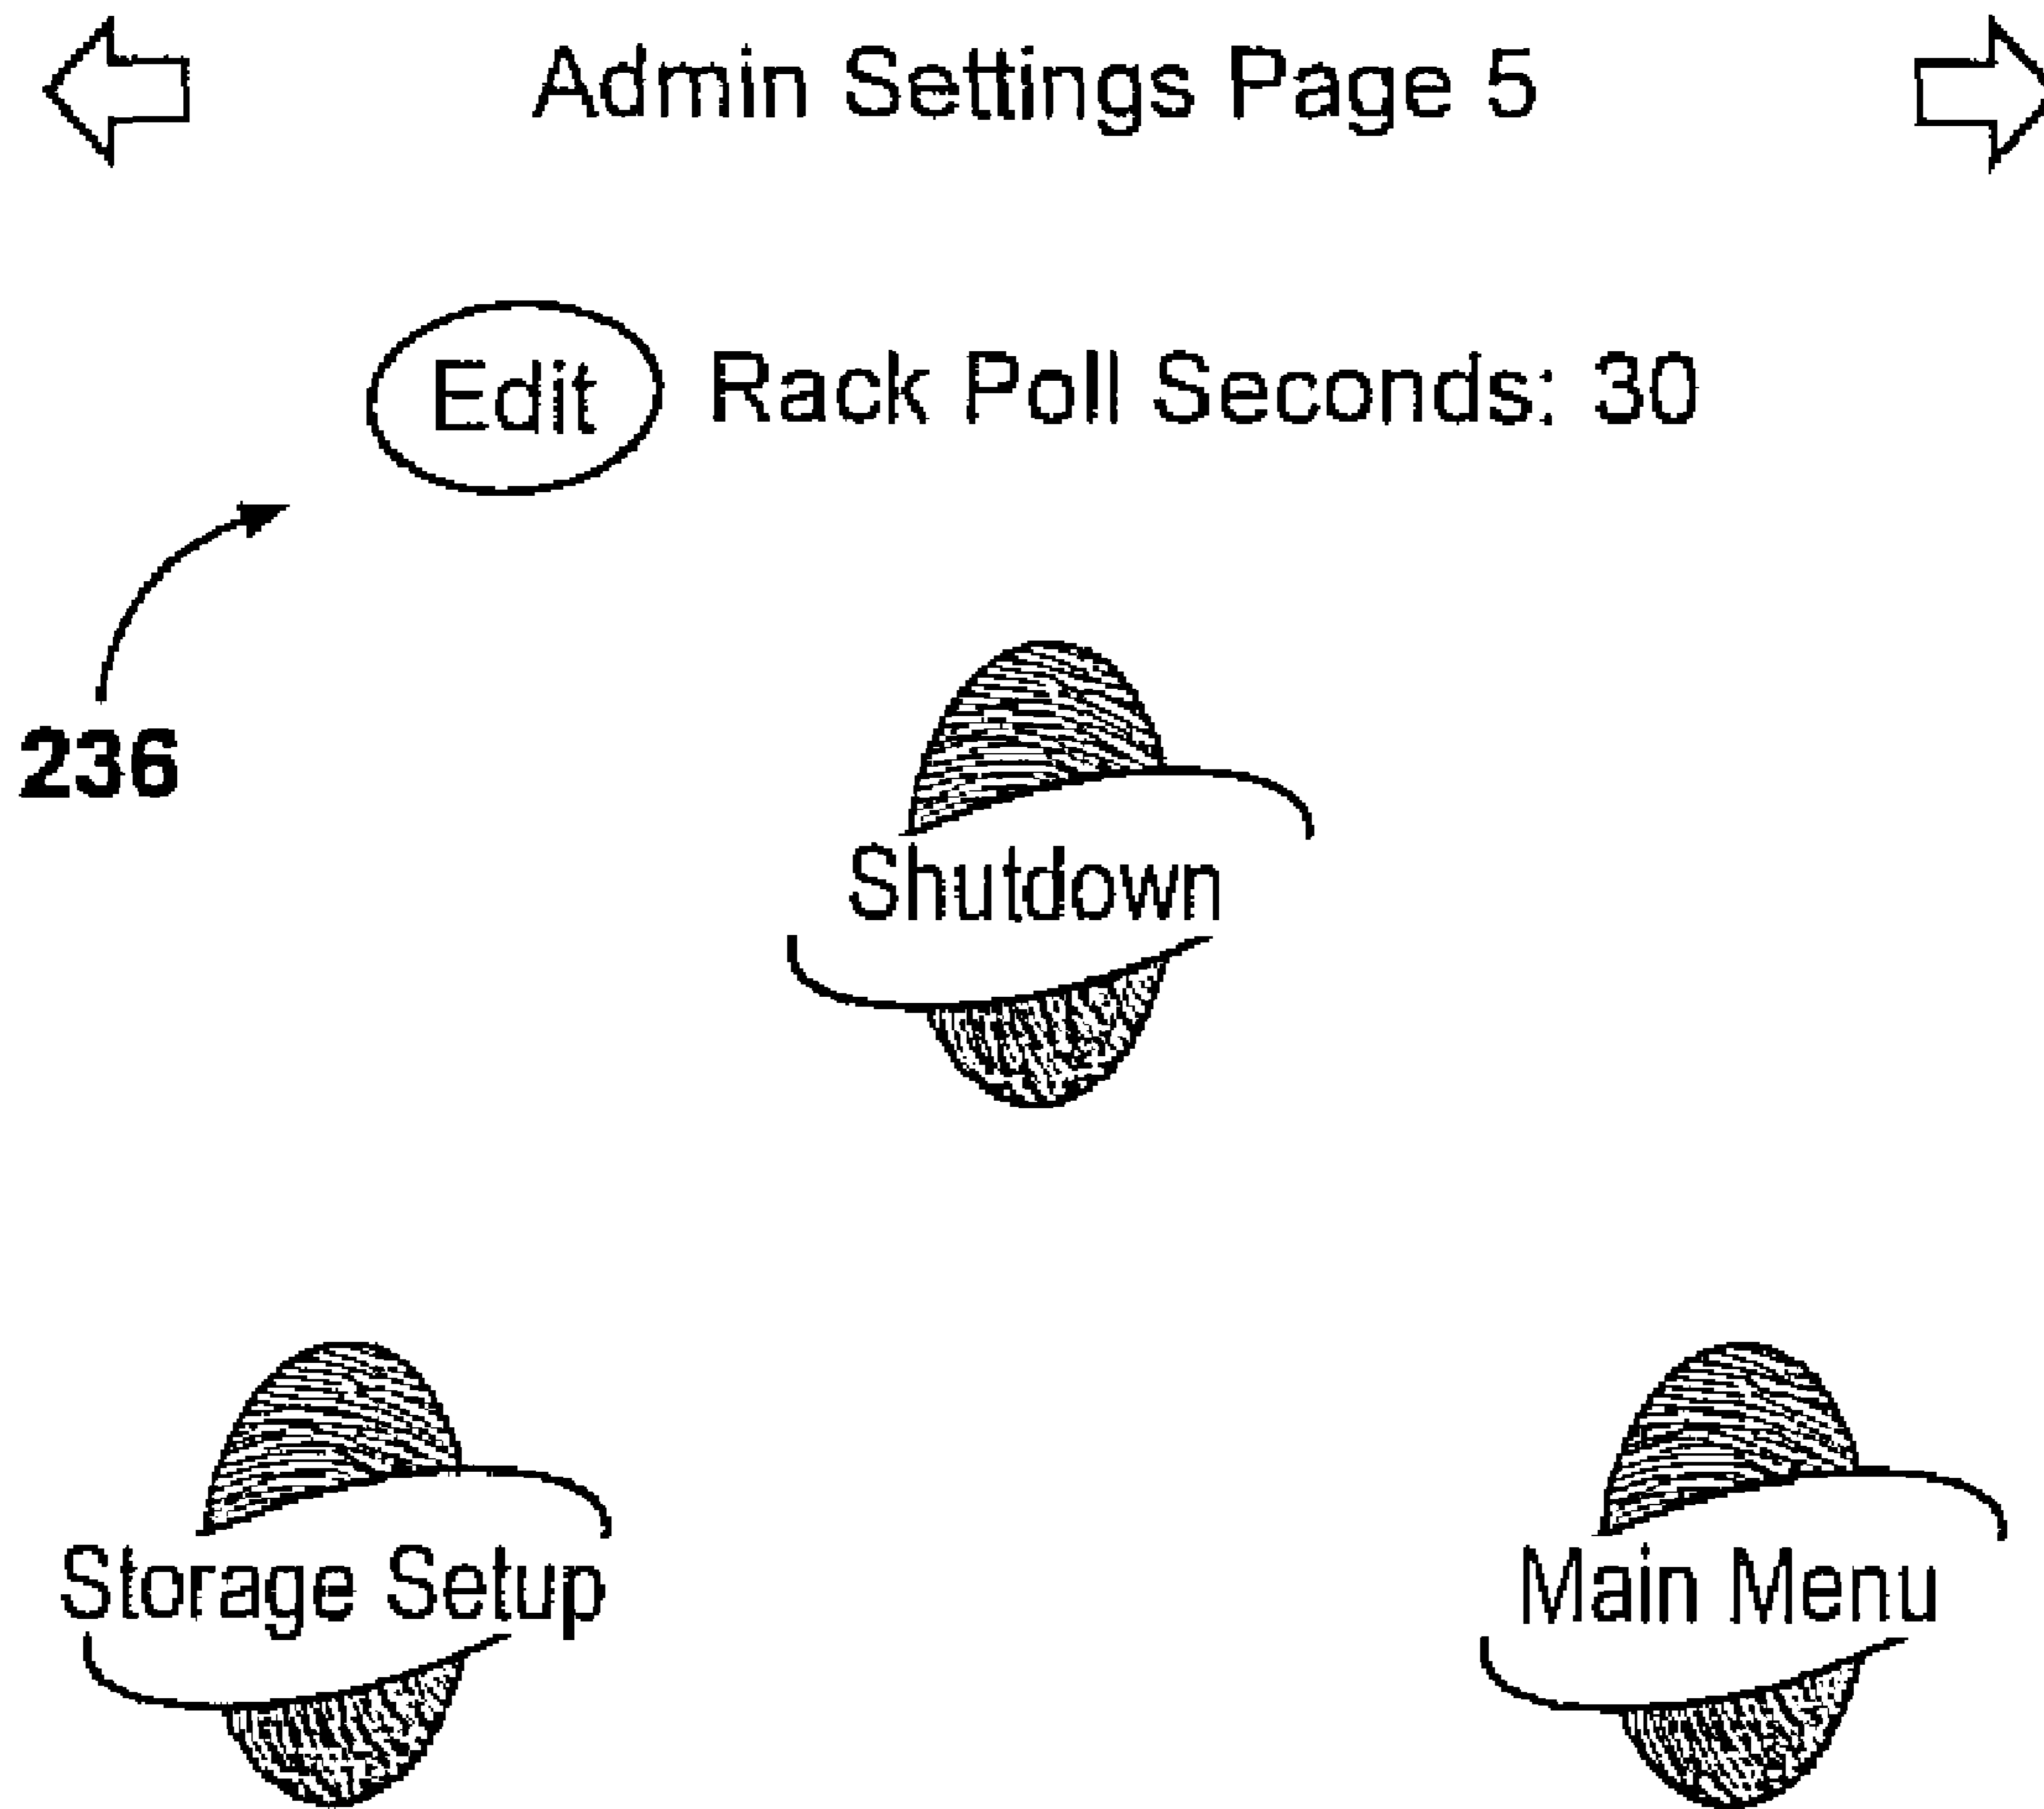 Admin Settings Page 5
Edit Rack Poll Seconds: 30
236
Shutdown
Storage Setup
Main Menu